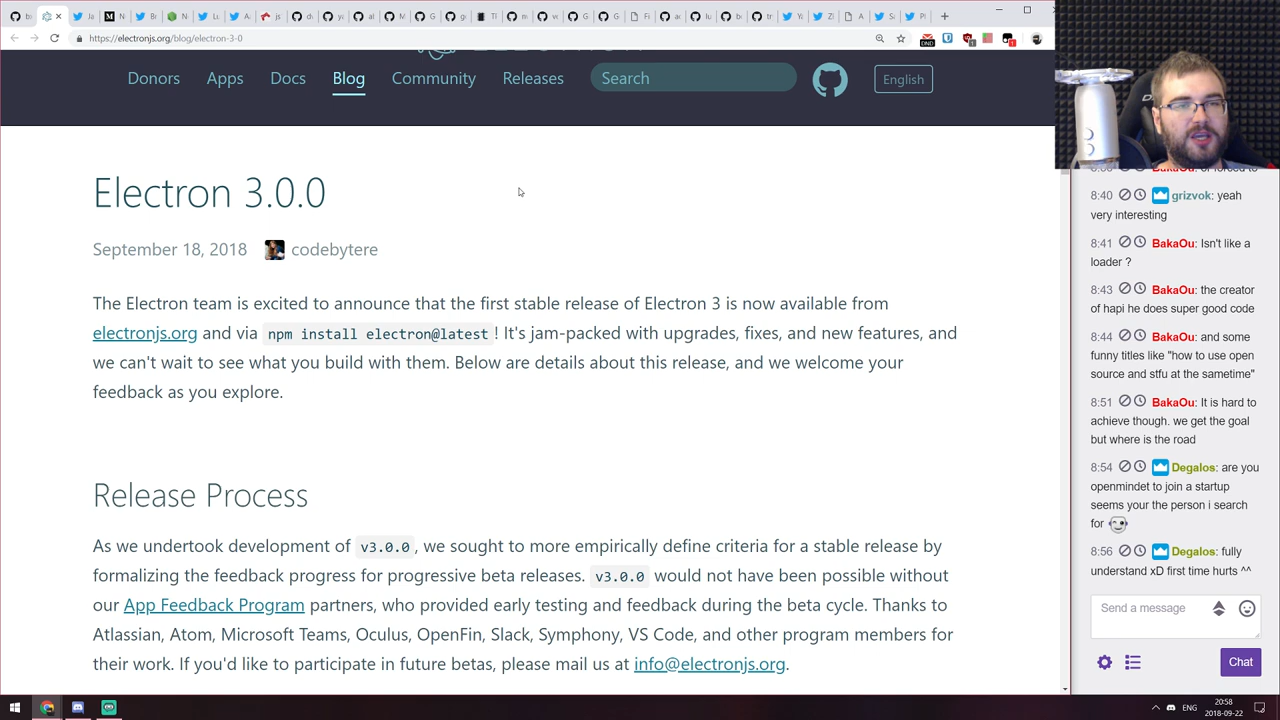 https://electronjs.org/blog/electron-3-0
Donors Apps Docs Blog Community Releases Search English
Electron 3.0.0
September 18, 2018 codebytere
The Electron team is excited to announce that the first stable release of Electron 3 is now available from
electronjs.org and via npm install electron@latest ! It's jam-packed with upgrades, fixes, and new features, and
we can't wait to see what you build with them. Below are details about this release, and we welcome your
feedback as you explore.
Release Process
As we undertook development of v3.0.0 , we sought to more empirically define criteria for a stable release by
formalizing the feedback progress for progressive beta releases. v3.0.0 would not have been possible without
our App Feedback Program partners, who provided early testing and feedback during the beta cycle. Thanks to
Atlassian, Atom, Microsoft Teams, Oculus, OpenFin, Slack, Symphony, VS Code, and other program members for
their work. If you'd like to participate in future betas, please mail us at info@electronjs.org.
8:40 grizvok: yeah
very interesting
8:41 BakaOu: Isn't like a
loader ?
8:43 BakaOu: the creator
of hapi he does super good code
8:44 BakaOu: and some
funny titles like "how to use open
source and stfu at the sametime"
8:51 BakaOu: It is hard to
achieve though. we get the goal
but where is the road
8:54 Degalos: are you
openmindet to join a startup
seems your the person i search
for
8:56 Degalos: fully
understand xD first time hurts ^^
Send a message
Chat
ENG
20:58
2018-09-22